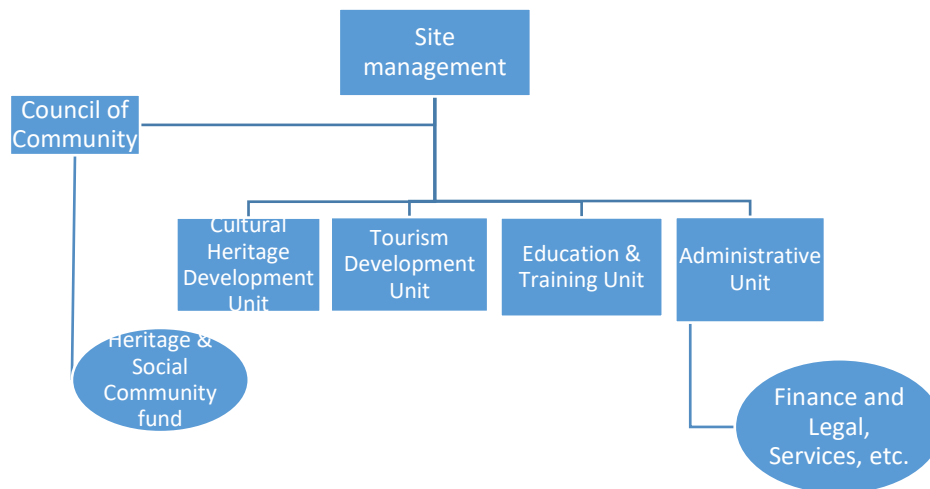 Site
management
Council of
Community
Cultural
Heritage
Development
Unit
Tourism
Development
Unit
Education &
Training Unit
Administrative
Unit
Heritage &
Social
Community
fund
Finance and
Legal,
Services, etc.